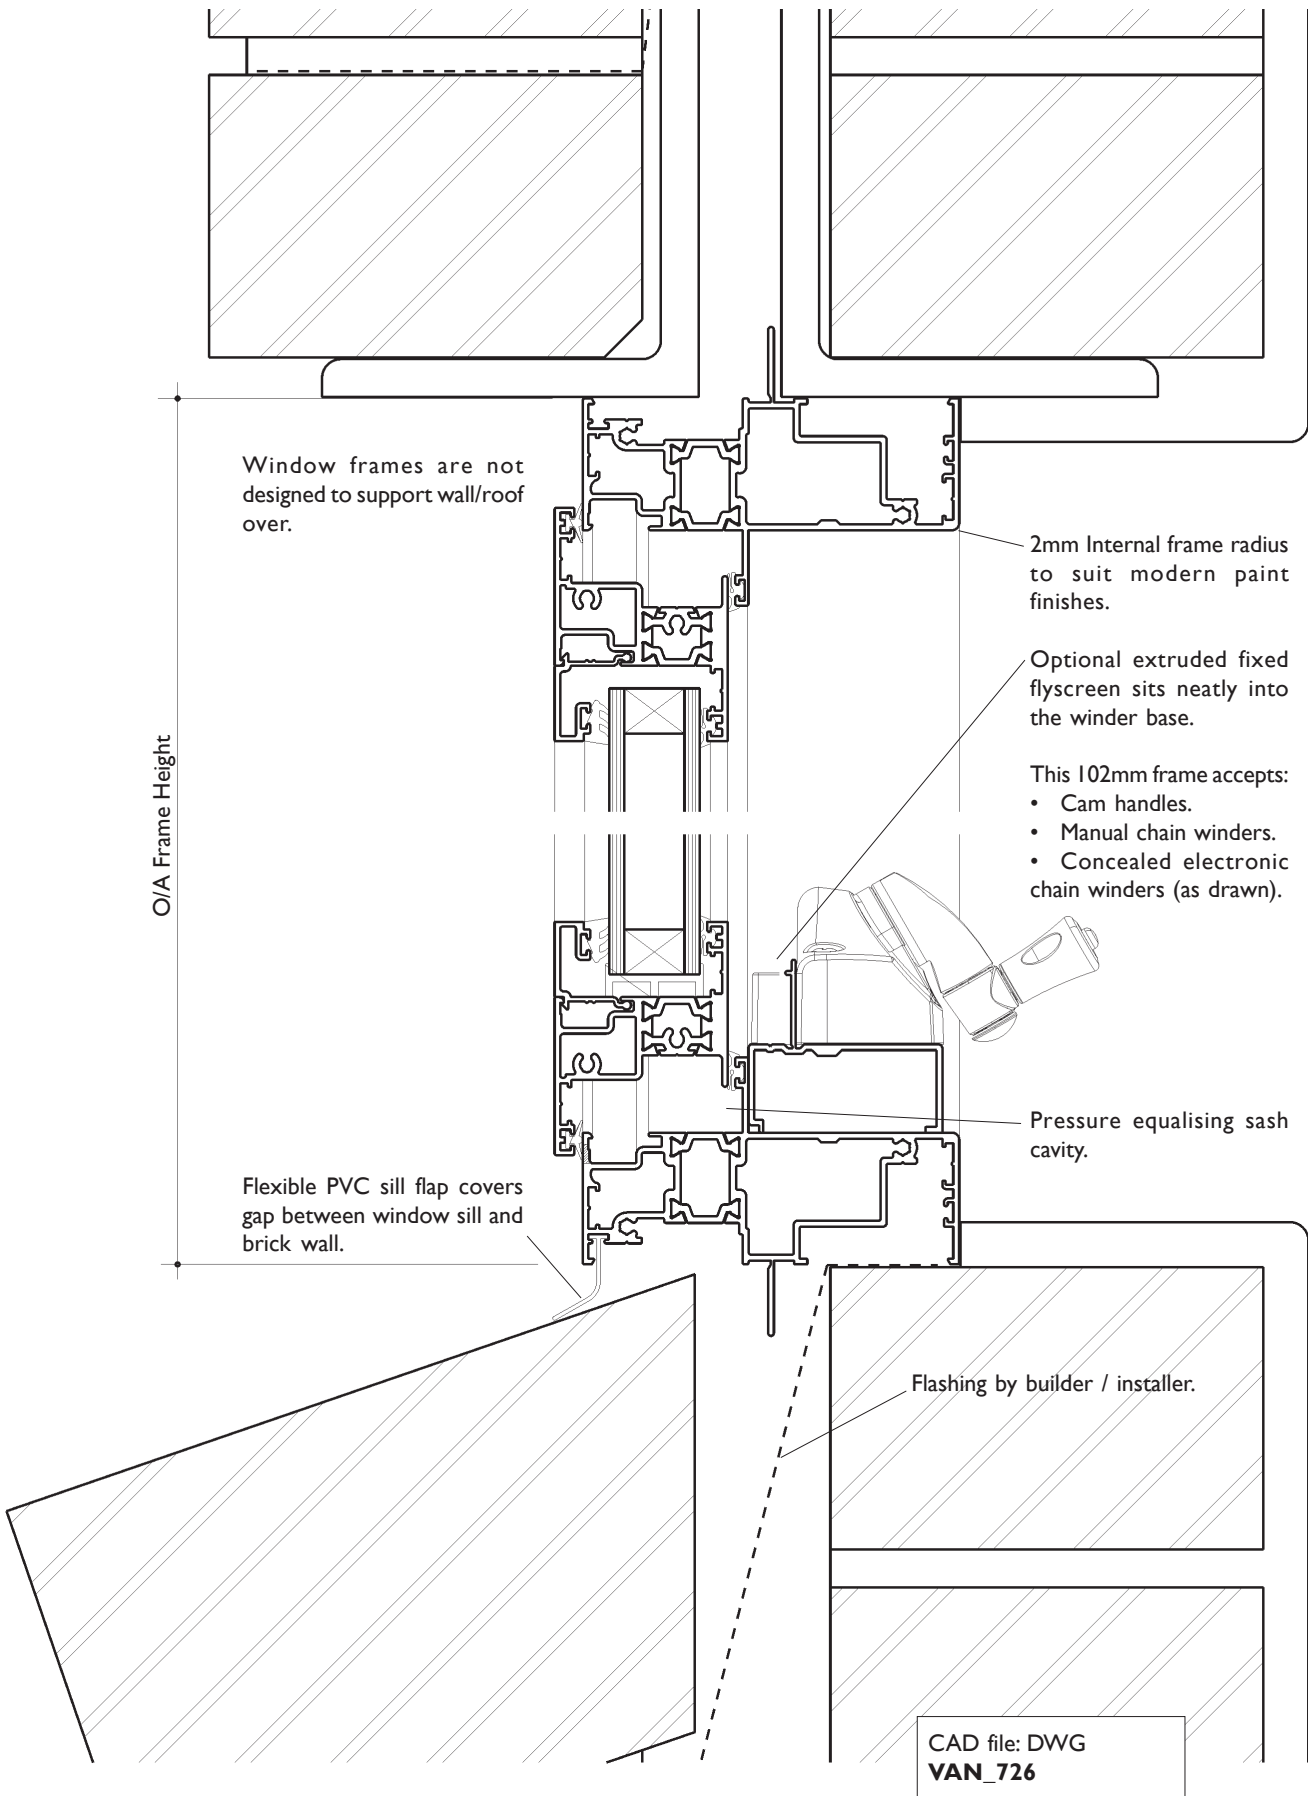 Window frames are not
designed to support wall/roof
over.
2mm Internal frame radius
to suit modern paint
finishes.
Optional extruded fixed
flyscreen sits neatly into
the winder base.
This 102mm frame accepts:
• Cam handles.
• Manual chain winders.
• Concealed electronic
chain winders (as drawn).
O/A Frame Height
Pressure equalising sash
cavity.
Flexible PVC sill flap covers
gap between window sill and
brick wall.
Flashing by builder / installer.
CAD file: DWG
VAN_726